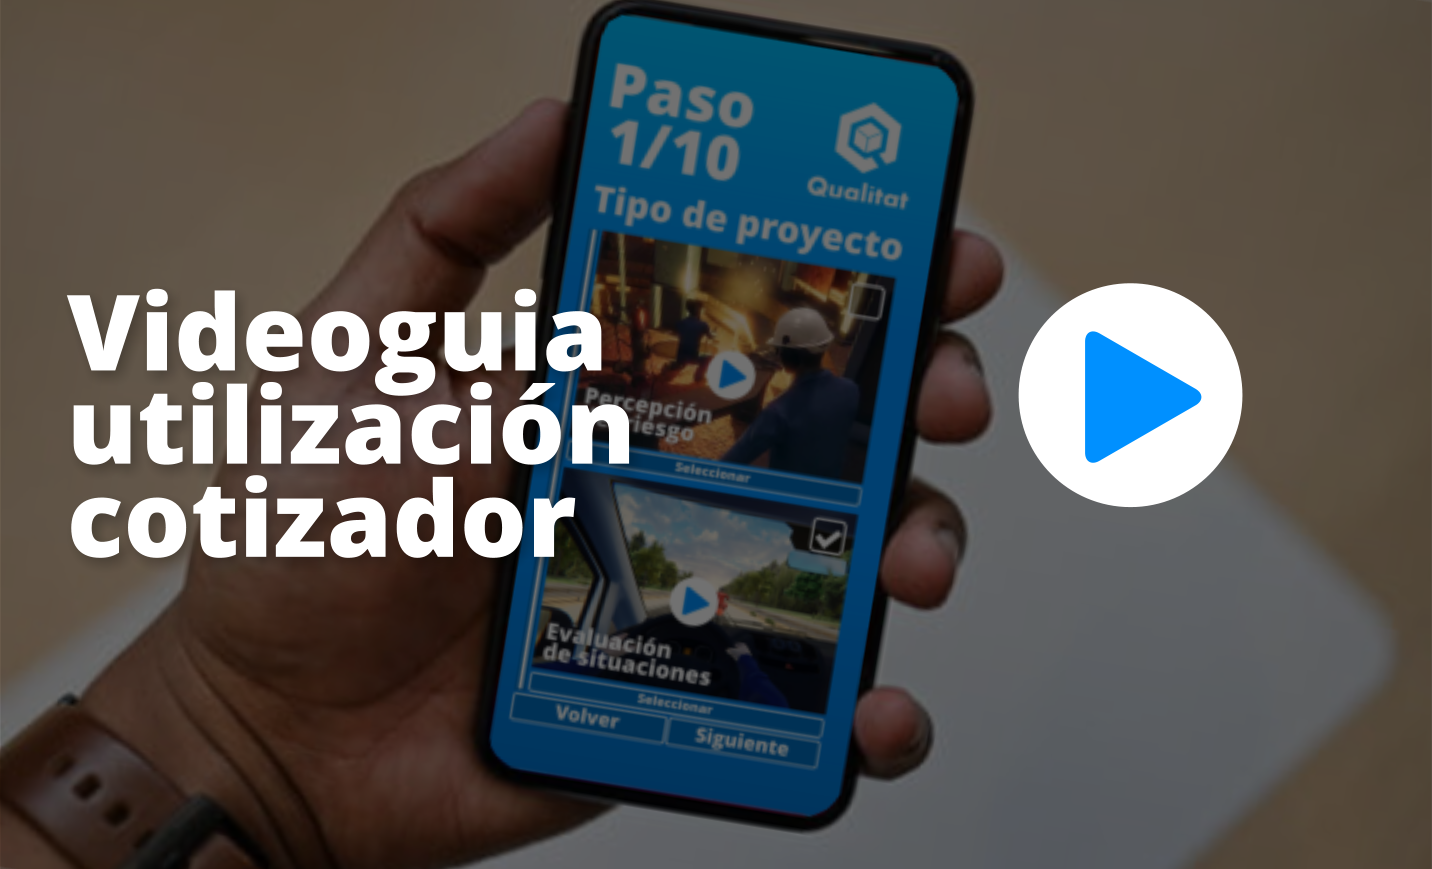 Paso
1/10
Qualitat
Tipo de proyecto
Videoguia
utilización
cotizador
Percepción
riesgo
Seleccionar
Evaluación
de situaciones
Seleccionar
Volver
Siguiente